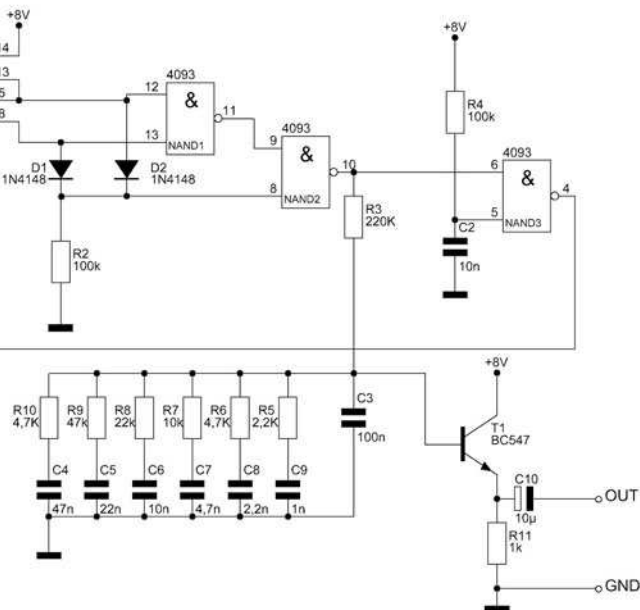 +8V
14
13
5
8
12
4093
&
11
13
NAND1
D1
1N4148
D2
1N4148
9
4093
&
10
8
NAND2
R2
100k
R3
220K
+8V
R4
100k
6
4093
&
4
5
NAND3
C2
10n
R10
4,7K
R9
47k
R8
22k
R7
10k
R6
4,7K
R5
2,2K
C3
100n
C4
47n
C5
22n
C6
10n
C7
4,7n
C8
2,2n
C9
1n
+8V
T1
BC547
C10
10µ
OUT
R11
1k
GND